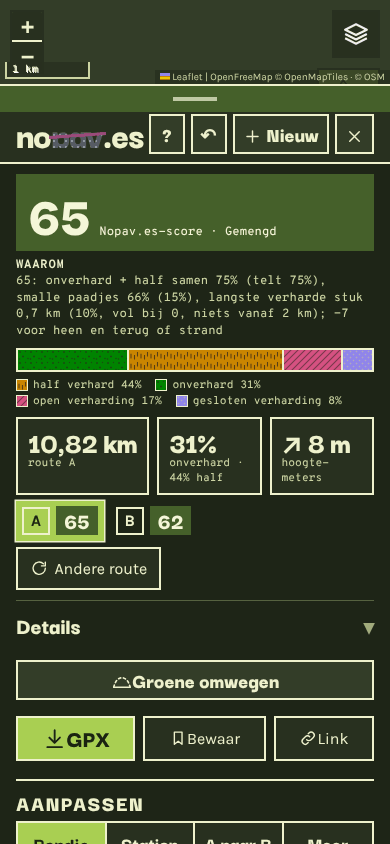 +
−
1 km
Leaflet | OpenFreeMap © OpenMapTiles · © OSM
nopav.es
? ↶ + Nieuw ×
65 Nopav.es-score · Gemengd
WAAROM
65: onverhard + half samen 75% (telt 75%),
smalle paadjes 66% (15%), langste verharde stuk
0,7 km (10%, vol bij 0, niets vanaf 2 km); −7
voor heen en terug of strand
half verhard 44% onverhard 31%
open verharding 17% gesloten verharding 8%
10,82 km
route A
31%
onverhard ·
44% half
↗ 8 m
hoogte-
meters
A 65 B 62
Andere route
Details ▼
Groene omwegen
GPX Bewaar Link
AANPASSEN
Rondje Station A naar B Meer